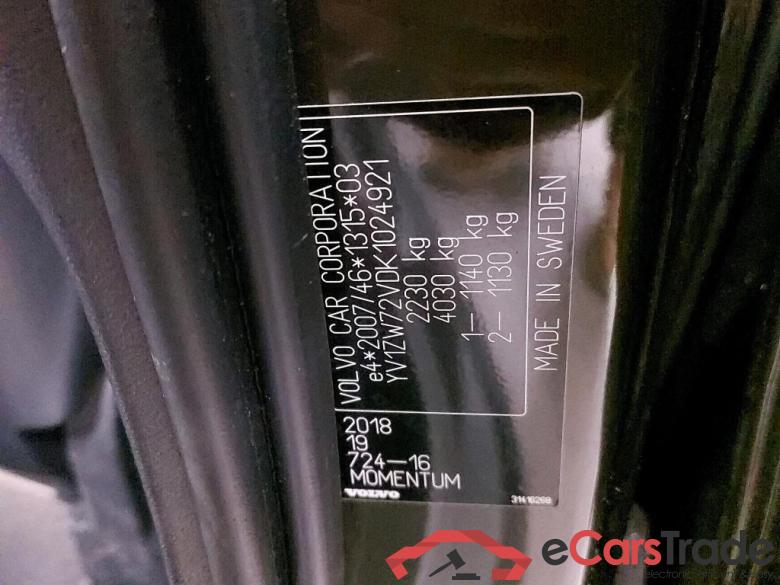 VOLVO CAR CORPORATION
e4*2007/46*1315*03
YV1ZW72VDK1024921
2230 kg
4030 kg
1– 1140 kg
2– 1130 kg
MADE IN SWEDEN
2018
19
724–16
MOMENTUM
VOLVO
31416268
eCarsTrade